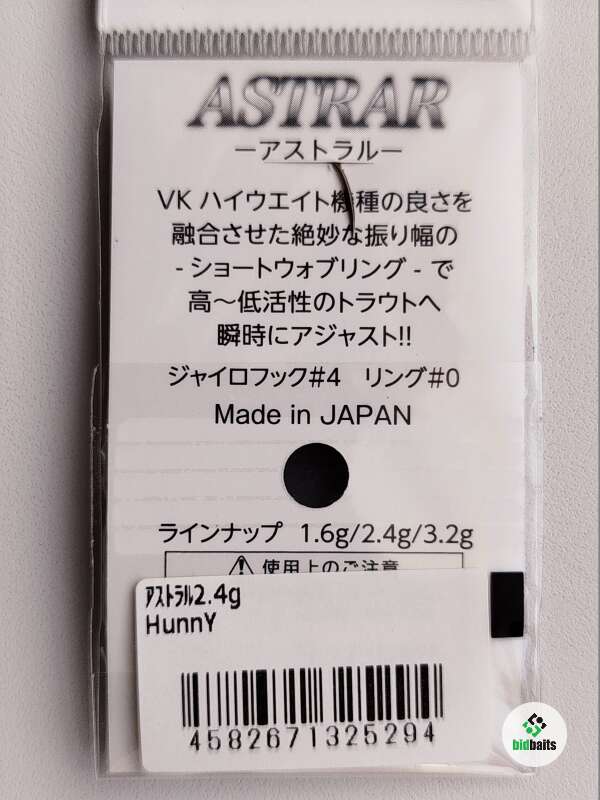 ASTRAR
ーアストラルー
VK ハイウエイト機種の良さを
融合させた絶妙な振り幅の
- ショートウォブリング - で
高〜低活性のトラウトへ
瞬時にアジャスト!!
ジャイロフック#4 リング#0
Made in JAPAN
ラインナップ 1.6g/2.4g/3.2g
使用上のご注意
ｱｽﾄﾗﾙ2.4g
HunnY
4582671325294
bidbaits